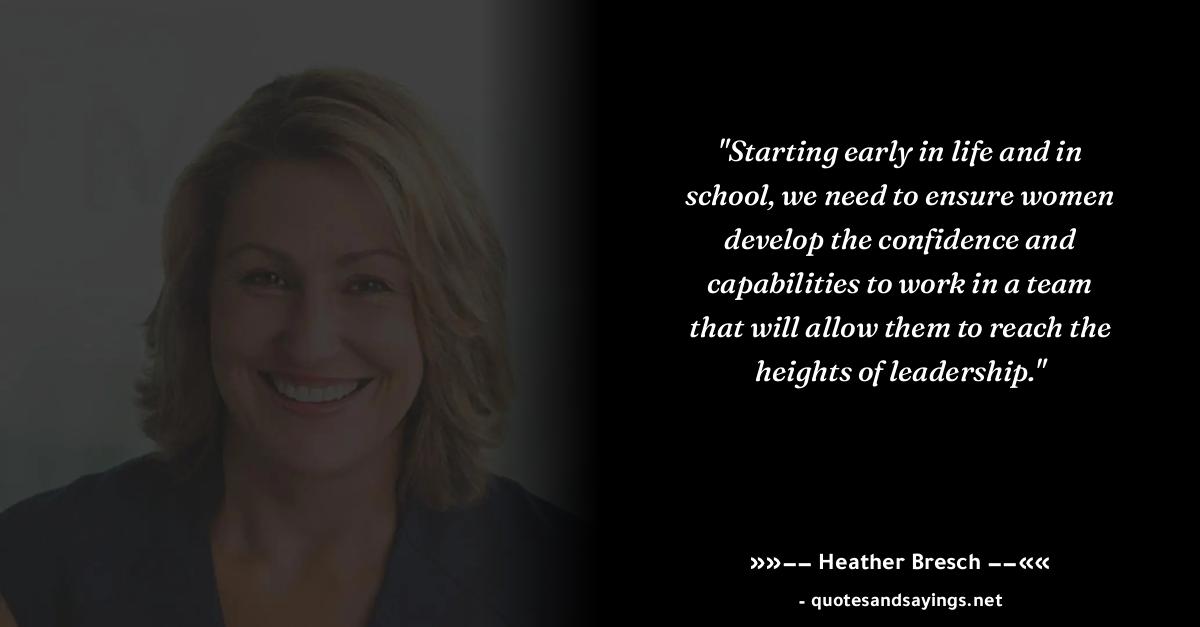 "Starting early in life and in
school, we need to ensure women
develop the confidence and
capabilities to work in a team
that will allow them to reach the
heights of leadership."
»»−− Heather Bresch −−««
- quotesandsayings.net